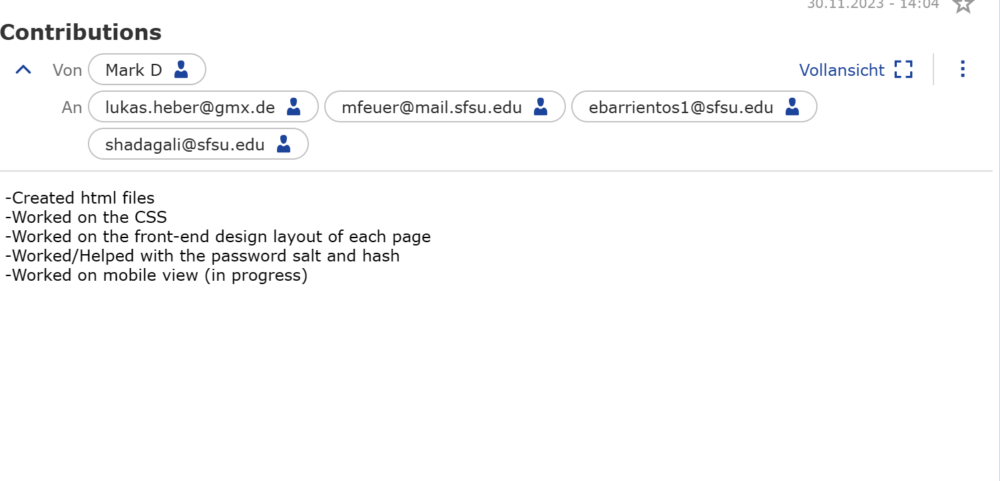 30.11.2023 - 14:04
Contributions
Von Mark D Vollansicht
An lukas.heber@gmx.de mfeuer@mail.sfsu.edu ebarrientos1@sfsu.edu
shadagali@sfsu.edu
-Created html files
-Worked on the CSS
-Worked on the front-end design layout of each page
-Worked/Helped with the password salt and hash
-Worked on mobile view (in progress)